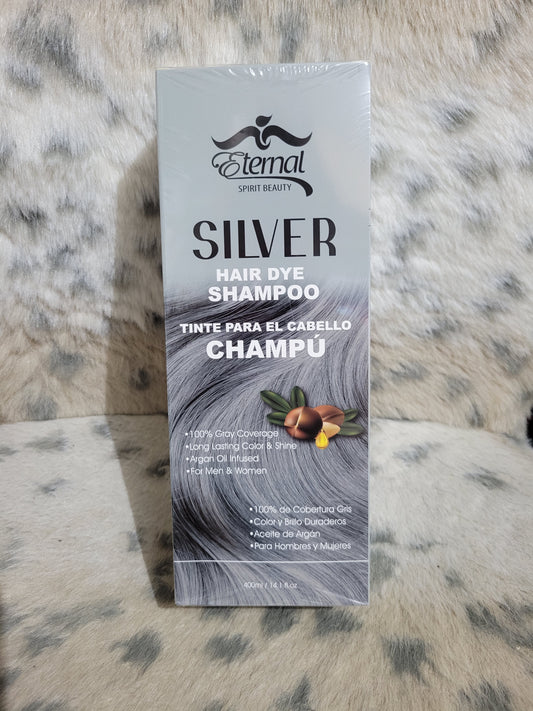 Eternal
SPIRIT BEAUTY
SILVER
HAIR DYE
SHAMPOO
TINTE PARA EL CABELLO
CHAMPÚ
•100% Gray Coverage
•Long Lasting Color & Shine
•Argan Oil Infused
•For Men & Women
•100% de Cobertura Gris
•Color y Brillo Duraderos
•Aceite de Argán
•Para Hombres y Mujeres
400ml / 14.1 fl.oz